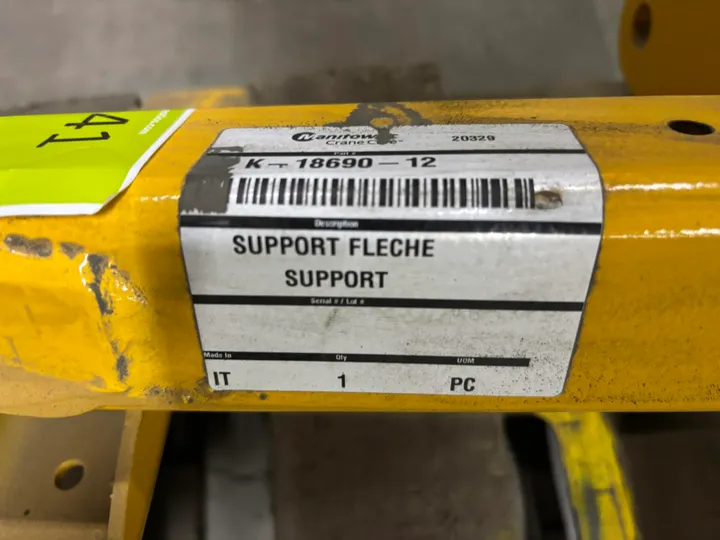 41
Manitowoc
Crane Care
20329
Part #
K-18690-12
Description
SUPPORT FLECHE
SUPPORT
Serial # / Lot #
Made In
Qty
UOM
IT
1
PC